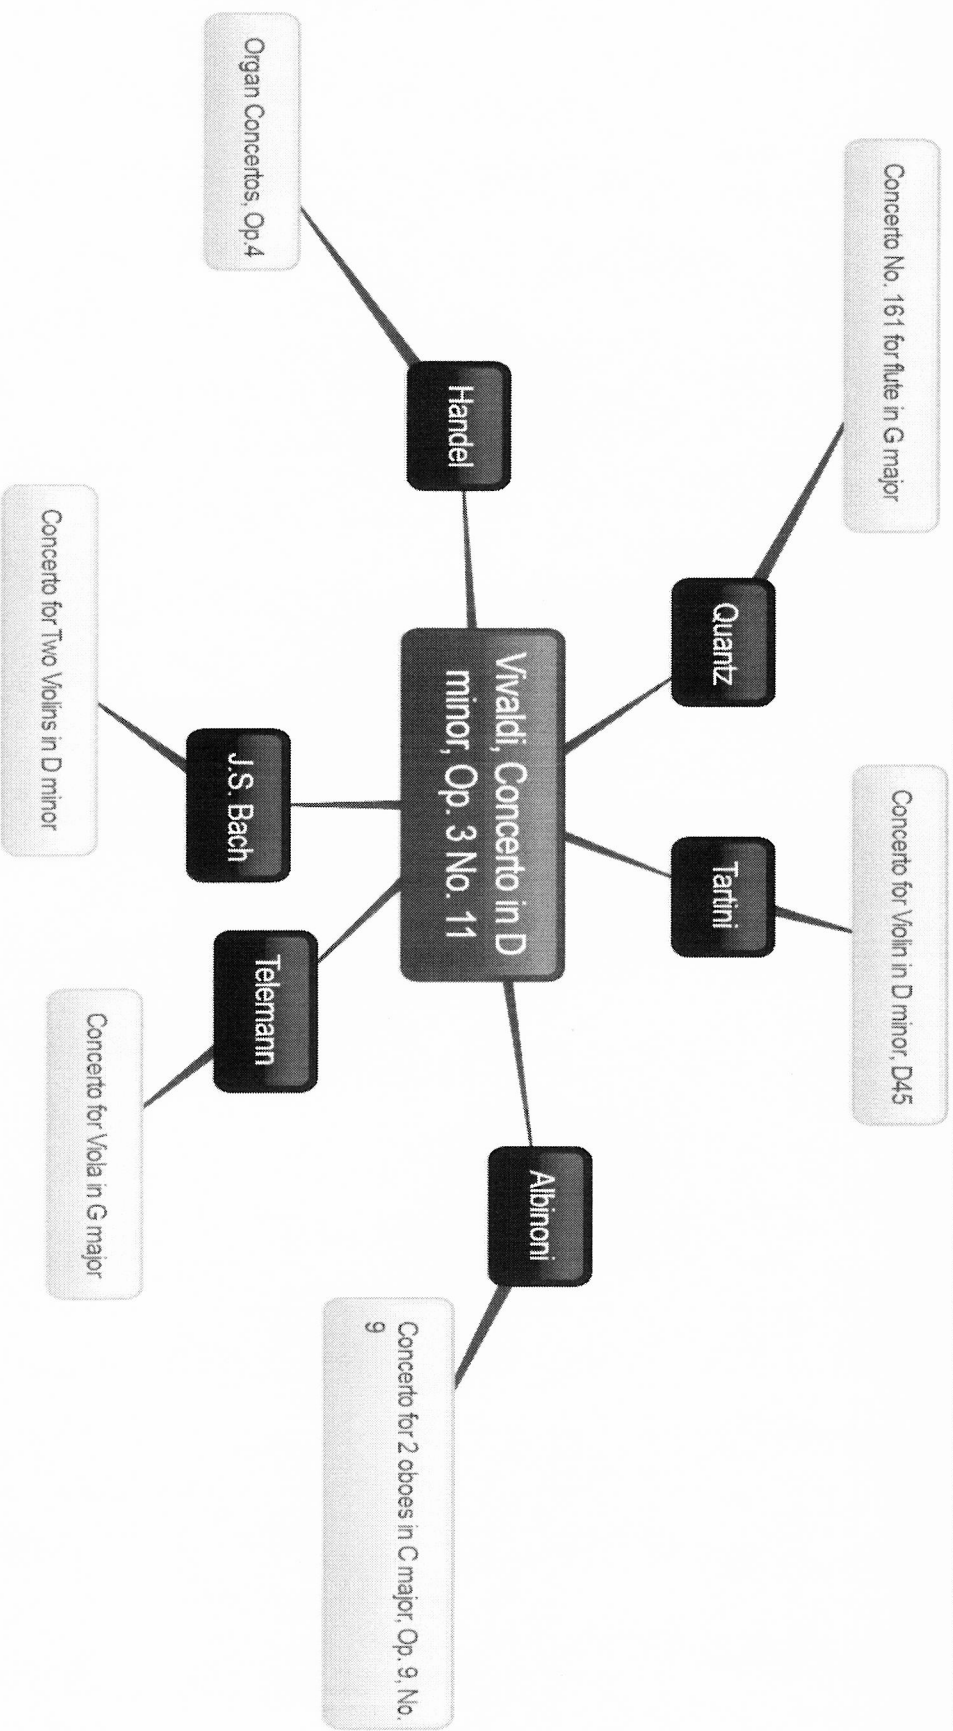 Concerto No. 161 for flute in G major
Concerto for Violin in D minor, D45
Quantz
Tartini
Albinoni
Vivaldi, Concerto in D
minor, Op. 3 No. 11
Handel
Concerto for 2 oboes in C major, Op. 9, No.
9
Organ Concertos, Op.4
Telemann
J.S. Bach
Concerto for Viola in G major
Concerto for Two Violins in D minor